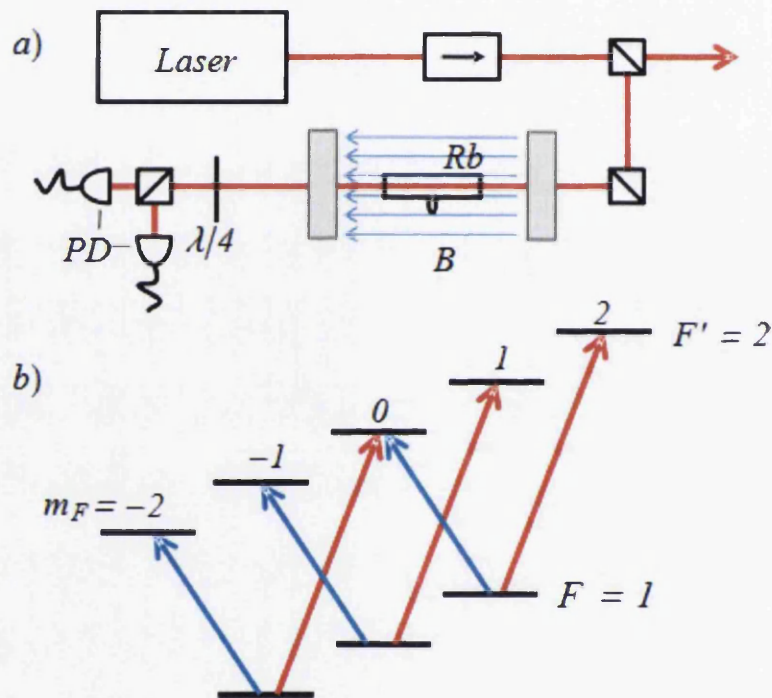 a)
Laser
Rb
PD
λ/4
B
b)
2
F' = 2
1
0
−1
m_F = −2
F = 1